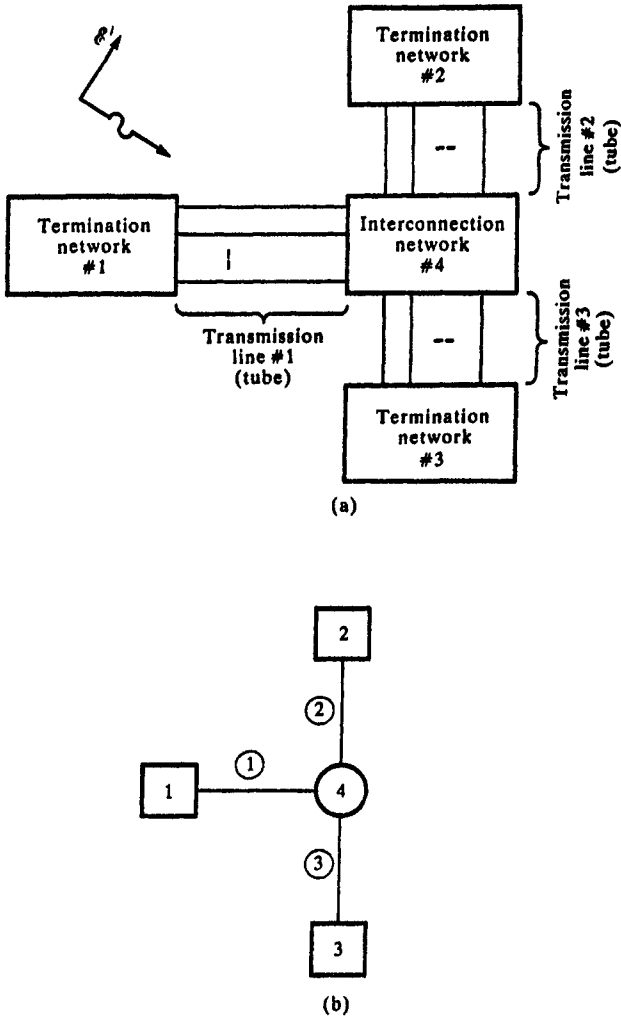 Termination
network
#2
Transmission
line #2
(tube)
Termination
network
#1
Interconnection
network
#4
Transmission
line #1
(tube)
Transmission
line #3
(tube)
Termination
network
#3
(a)
2
2
1
1
4
3
3
(b)